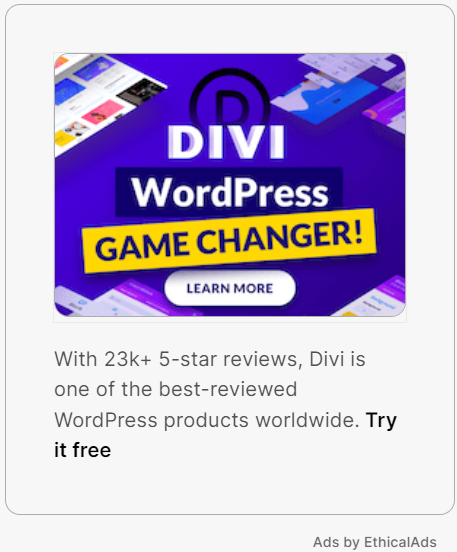 D
DIVI
WordPress
GAME CHANGER!
LEARN MORE
With 23k+ 5-star reviews, Divi is
one of the best-reviewed
WordPress products worldwide. Try
it free
Ads by EthicalAds